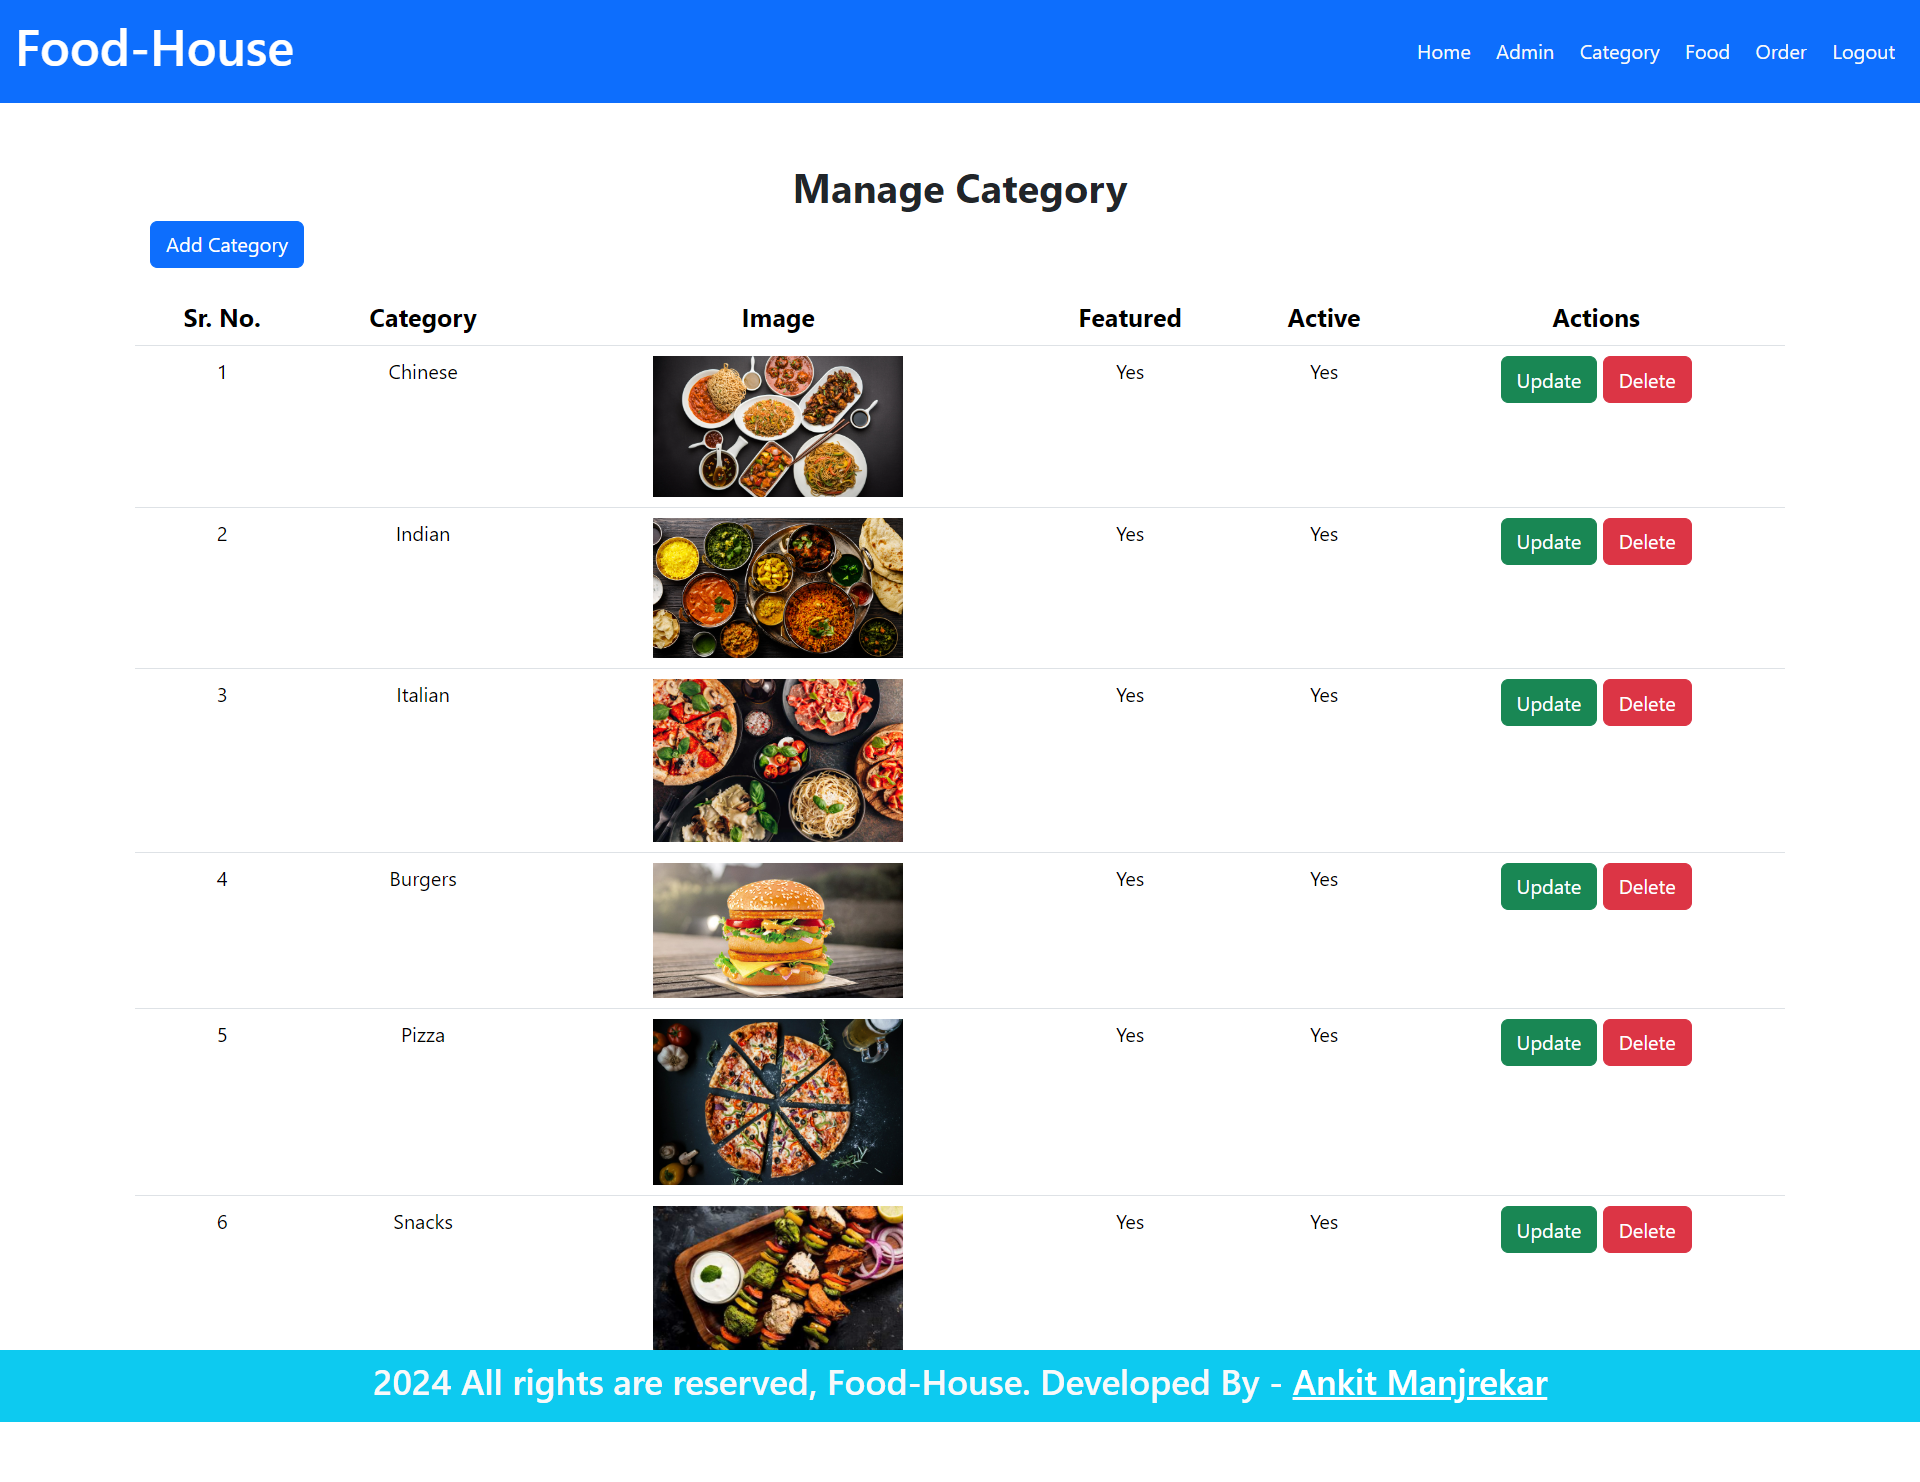 Food-House
Home Admin Category Food Order Logout
Manage Category
Add Category
Sr. No. Category Image Featured Active Actions
1 Chinese Yes Yes Update Delete
2 Indian Yes Yes Update Delete
3 Italian Yes Yes Update Delete
4 Burgers Yes Yes Update Delete
5 Pizza Yes Yes Update Delete
6 Snacks Yes Yes Update Delete
2024 All rights are reserved, Food-House. Developed By - Ankit Manjrekar